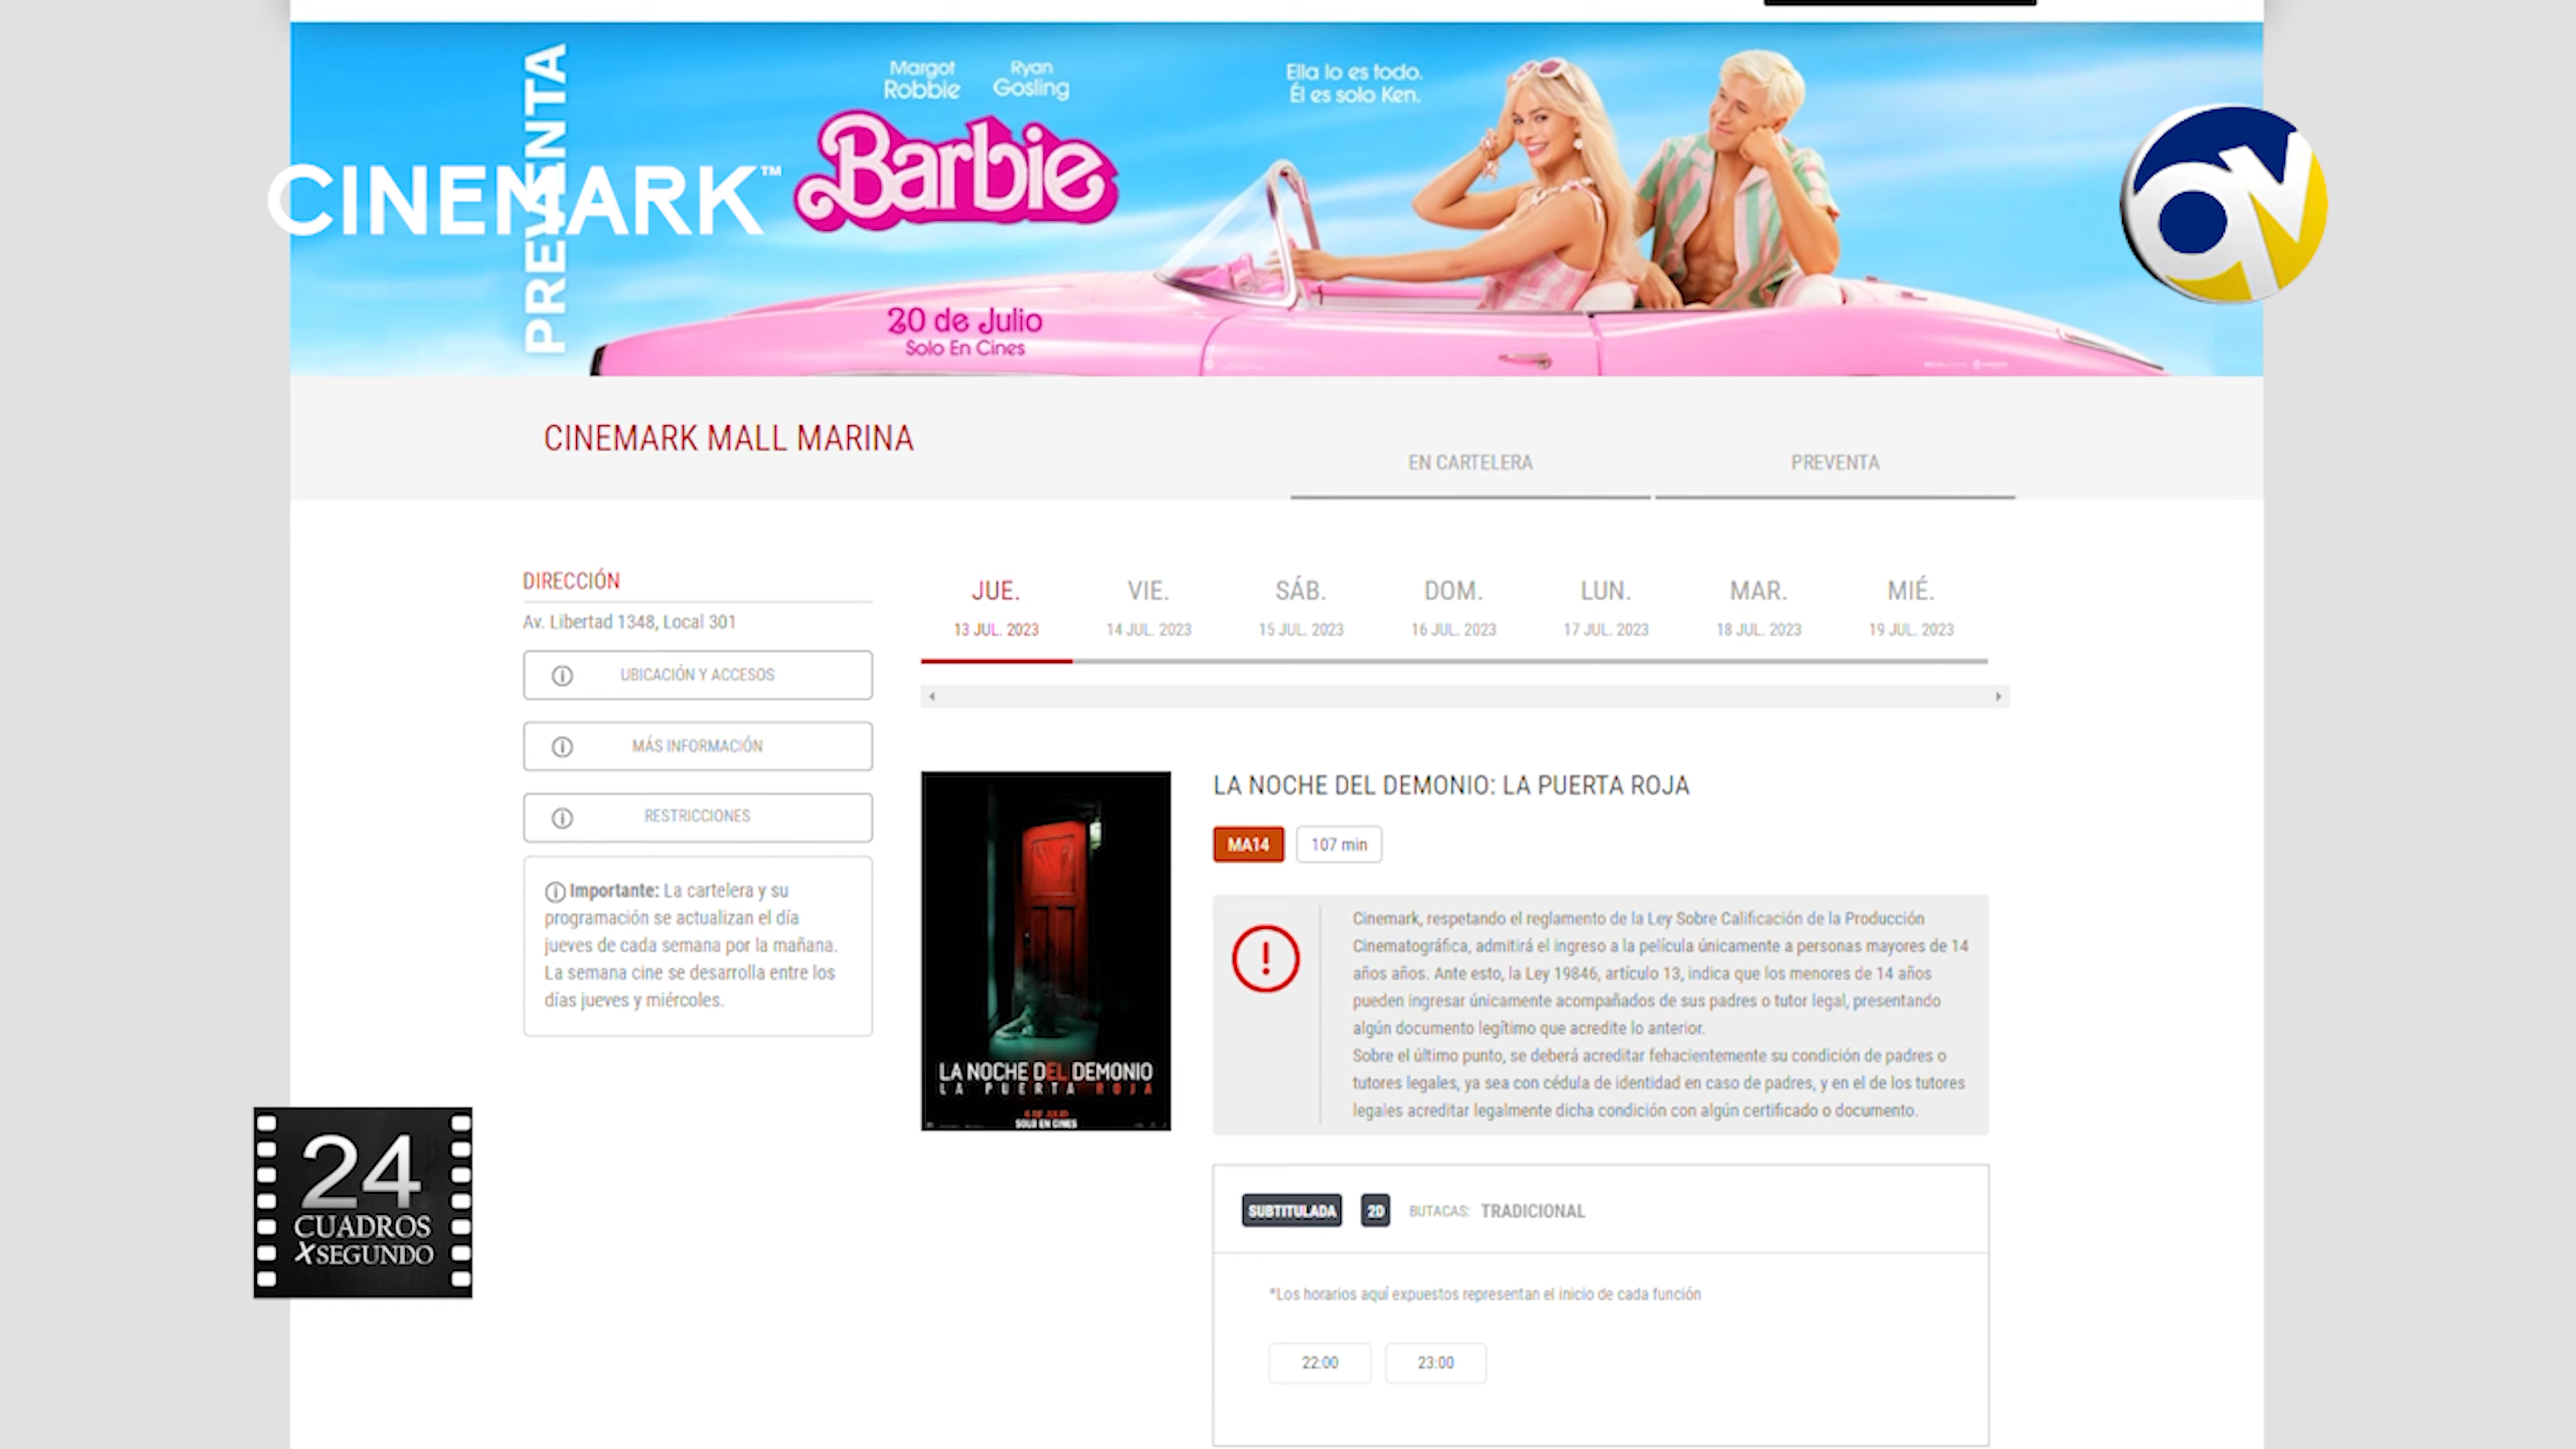 PREVENTA
Margot
Robbie
Ryan
Gosling
Ella lo es todo.
Él es solo Ken.
CINEMARK™
Barbie
20 de Julio
Solo En Cines
CINEMARK MALL MARINA
EN CARTELERA
PREVENTA
DIRECCIÓN
Av. Libertad 1348, Local 301
UBICACIÓN Y ACCESOS
MÁS INFORMACIÓN
RESTRICCIONES
Importante: La cartelera y su
programación se actualizan el día
jueves de cada semana por la mañana.
La semana cine se desarrolla entre los
días jueves y miércoles.
JUE.
13 JUL. 2023
VIE.
14 JUL. 2023
SÁB.
15 JUL. 2023
DOM.
16 JUL. 2023
LUN.
17 JUL. 2023
MAR.
18 JUL. 2023
MIÉ.
19 JUL. 2023
LA NOCHE DEL DEMONIO
LA PUERTA ROJA
6 DE JULIO
SOLO EN CINES
LA NOCHE DEL DEMONIO: LA PUERTA ROJA
MA14
107 min
Cinemark, respetando el reglamento de la Ley Sobre Calificación de la Producción
Cinematográfica, admitirá el ingreso a la película únicamente a personas mayores de 14
años años. Ante esto, la Ley 19846, artículo 13, indica que los menores de 14 años
pueden ingresar únicamente acompañados de sus padres o tutor legal, presentando
algún documento legítimo que acredite lo anterior.
Sobre el último punto, se deberá acreditar fehacientemente su condición de padres o
tutores legales, ya sea con cédula de identidad en caso de padres, y en el de los tutores
legales acreditar legalmente dicha condición con algún certificado o documento.
SUBTITULADA
2D
BUTACAS: TRADICIONAL
*Los horarios aquí expuestos representan el inicio de cada función
22:00
23:00
24
CUADROS
XSEGUNDO